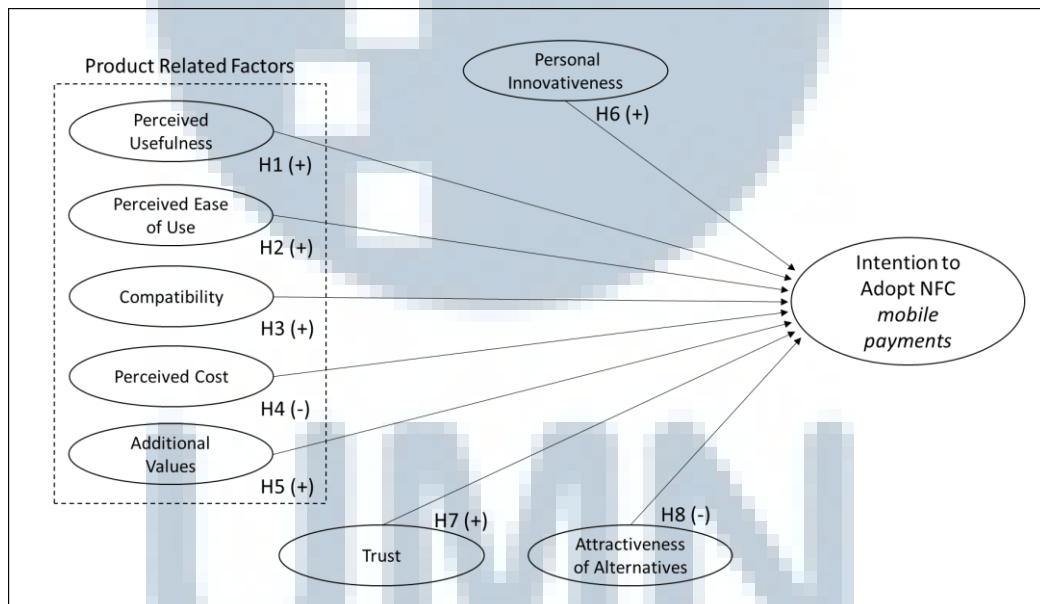 Product Related Factors
Perceived
Usefulness
H1 (+)
Perceived Ease
of Use
H2 (+)
Compatibility
H3 (+)
Perceived Cost
H4 (-)
Additional
Values
H5 (+)
Personal
Innovativeness
H6 (+)
Trust
H7 (+)
Attractiveness
of Alternatives
H8 (-)
Intention to
Adopt NFC
mobile
payments
UMN